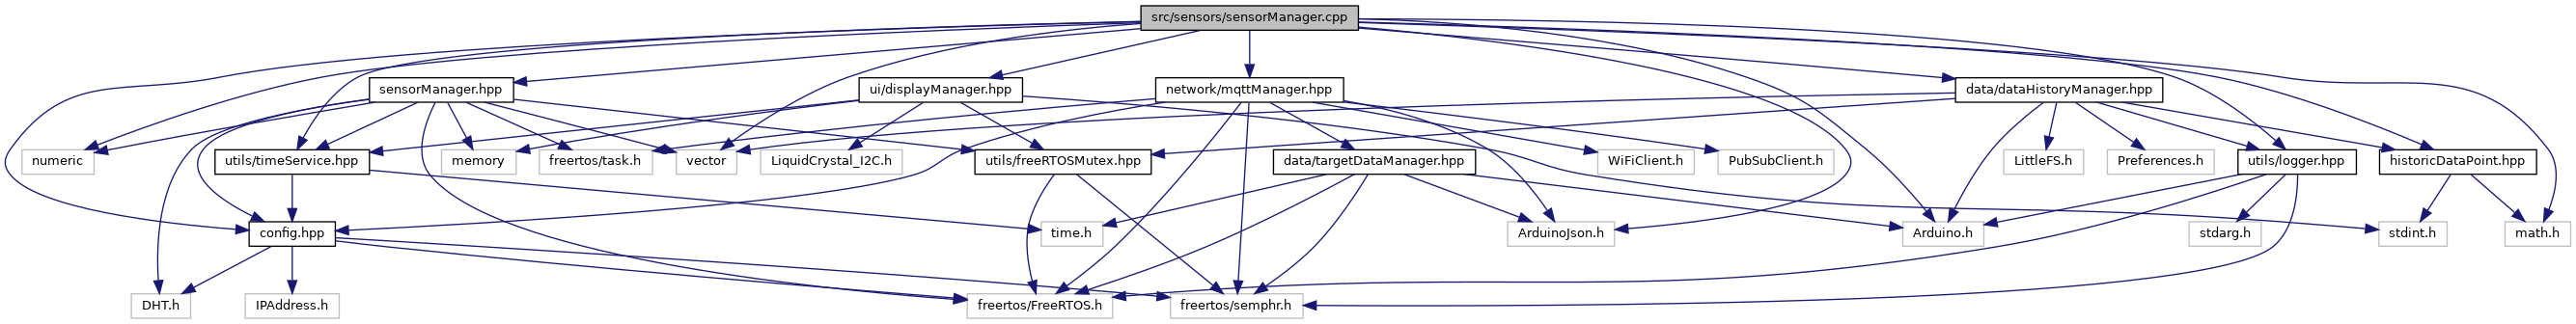 src/sensors/sensorManager.cpp
sensorManager.hpp
ui/displayManager.hpp
network/mqttManager.hpp
data/dataHistoryManager.hpp
numeric
utils/timeService.hpp
memory
freertos/task.h
vector
LiquidCrystal_I2C.h
utils/freeRTOSMutex.hpp
data/targetDataManager.hpp
WiFiClient.h
PubSubClient.h
LittleFS.h
Preferences.h
utils/logger.hpp
historicDataPoint.hpp
config.hpp
time.h
ArduinoJson.h
Arduino.h
stdarg.h
stdint.h
math.h
DHT.h
IPAddress.h
freertos/FreeRTOS.h
freertos/semphr.h